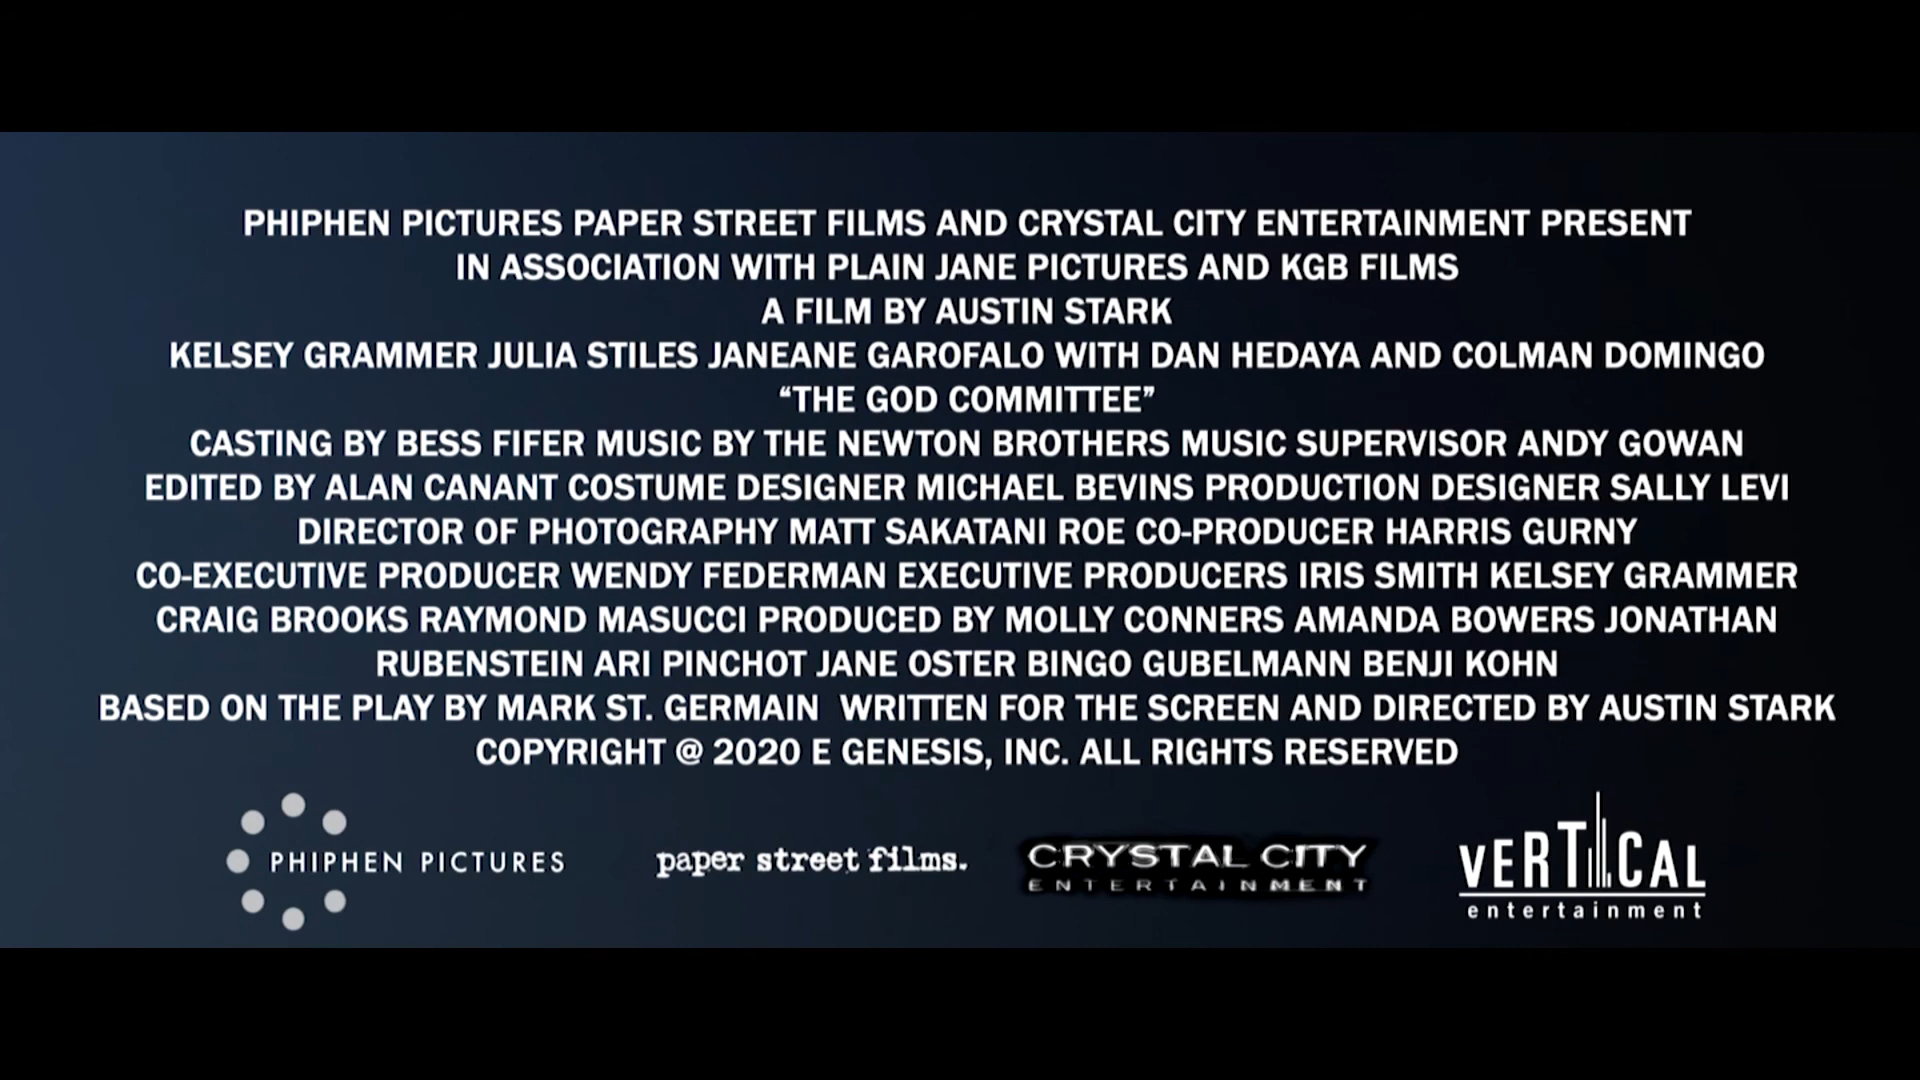 PHIPHEN PICTURES PAPER STREET FILMS AND CRYSTAL CITY ENTERTAINMENT PRESENT
IN ASSOCIATION WITH PLAIN JANE PICTURES AND KGB FILMS
A FILM BY AUSTIN STARK
KELSEY GRAMMER JULIA STILES JANEANE GAROFALO WITH DAN HEDAYA AND COLMAN DOMINGO
“THE GOD COMMITTEE”
CASTING BY BESS FIFER MUSIC BY THE NEWTON BROTHERS MUSIC SUPERVISOR ANDY GOWAN
EDITED BY ALAN CANANT COSTUME DESIGNER MICHAEL BEVINS PRODUCTION DESIGNER SALLY LEVI
DIRECTOR OF PHOTOGRAPHY MATT SAKATANI ROE CO-PRODUCER HARRIS GURNY
CO-EXECUTIVE PRODUCER WENDY FEDERMAN EXECUTIVE PRODUCERS IRIS SMITH KELSEY GRAMMER
CRAIG BROOKS RAYMOND MASUCCI PRODUCED BY MOLLY CONNERS AMANDA BOWERS JONATHAN
RUBENSTEIN ARI PINCHOT JANE OSTER BINGO GUBELMANN BENJI KOHN
BASED ON THE PLAY BY MARK ST. GERMAIN  WRITTEN FOR THE SCREEN AND DIRECTED BY AUSTIN STARK
COPYRIGHT @ 2020 E GENESIS, INC. ALL RIGHTS RESERVED
PHIPHEN PICTURES
paper street films.
CRYSTAL CITY
ENTERTAINMENT
VERTICAL
entertainment